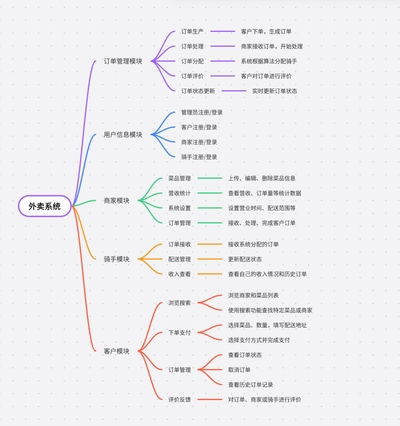 外卖系统
订单管理模块
订单生产
客户下单，生成订单
订单处理
商家接收订单，开始处理
订单分配
系统根据算法分配骑手
订单评价
客户对订单进行评价
订单状态更新
实时更新订单状态
用户信息模块
管理员注册/登录
客户注册/登录
商家注册/登录
骑手注册/登录
商家模块
菜品管理
上传、编辑、删除菜品信息
营收统计
查看营收、订单量等统计数据
系统设置
设置营业时间、配送范围等
订单管理
接收、处理、完成客户订单
骑手模块
订单接收
接收系统分配的订单
配送管理
更新配送状态
收入查看
查看自己的收入情况和历史订单
客户模块
浏览搜索
浏览商家和菜品列表
使用搜索功能查找特定菜品或商家
下单支付
选择菜品、数量，填写配送地址
选择支付方式并完成支付
订单管理
查看订单状态
取消订单
查看历史订单记录
评价反馈
对订单、商家或骑手进行评价